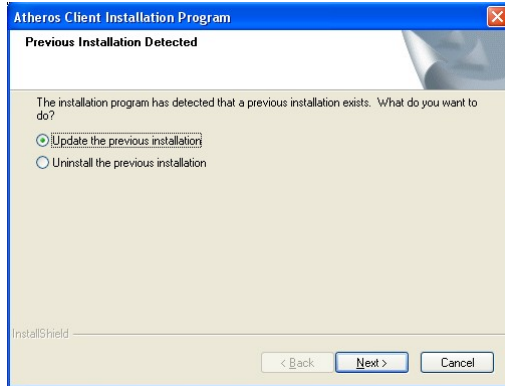 Atheros Client Installation Program
Previous Installation Detected
The installation program has detected that a previous installation exists. What do you want to
do?
Update the previous installation
Uninstall the previous installation
InstallShield
< Back
Next >
Cancel